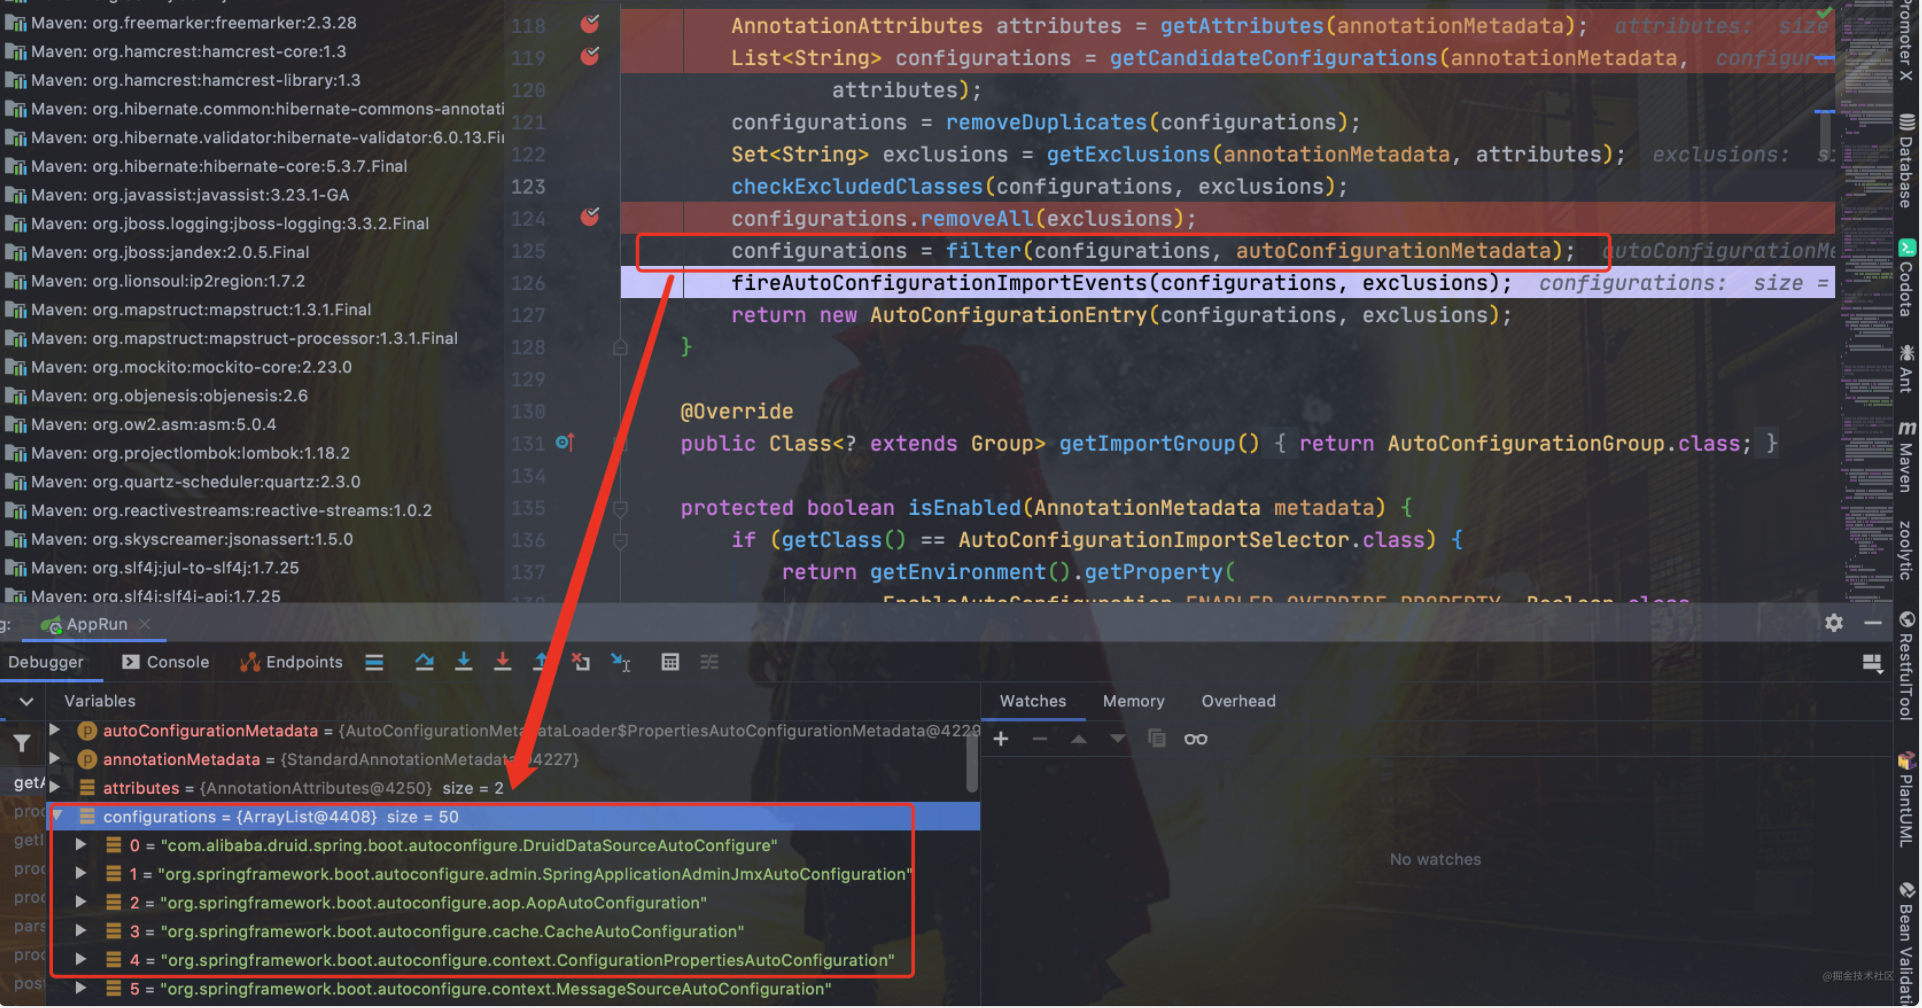 Maven: org.freemarker:freemarker:2.3.28
Maven: org.hamcrest:hamcrest-core:1.3
Maven: org.hamcrest:hamcrest-library:1.3
Maven: org.hibernate.common:hibernate-commons-annotati
Maven: org.hibernate.validator:hibernate-validator:6.0.13.Fi
Maven: org.hibernate:hibernate-core:5.3.7.Final
Maven: org.javassist:javassist:3.23.1-GA
Maven: org.jboss.logging:jboss-logging:3.3.2.Final
Maven: org.jboss:jandex:2.0.5.Final
Maven: org.lionsoul:ip2region:1.7.2
Maven: org.mapstruct:mapstruct:1.3.1.Final
Maven: org.mapstruct:mapstruct-processor:1.3.1.Final
Maven: org.mockito:mockito-core:2.23.0
Maven: org.objenesis:objenesis:2.6
Maven: org.ow2.asm:asm:5.0.4
Maven: org.projectlombok:lombok:1.18.2
Maven: org.quartz-scheduler:quartz:2.3.0
Maven: org.reactivestreams:reactive-streams:1.0.2
Maven: org.skyscreamer:jsonassert:1.5.0
Maven: org.slf4j:jul-to-slf4j:1.7.25
Maven: org.slf4j:slf4j-api:1.7.25
118 AnnotationAttributes attributes = getAttributes(annotationMetadata); attributes: size
119 List<String> configurations = getCandidateConfigurations(annotationMetadata, configurat
120 attributes);
121 configurations = removeDuplicates(configurations);
122 Set<String> exclusions = getExclusions(annotationMetadata, attributes); exclusions: s
123 checkExcludedClasses(configurations, exclusions);
124 configurations.removeAll(exclusions);
125 configurations = filter(configurations, autoConfigurationMetadata); autoConfigurationMe
126 fireAutoConfigurationImportEvents(configurations, exclusions); configurations: size =
127 return new AutoConfigurationEntry(configurations, exclusions);
128 }
129
130 @Override
131 public Class<? extends Group> getImportGroup() { return AutoConfigurationGroup.class; }
134
135 protected boolean isEnabled(AnnotationMetadata metadata) {
136 if (getClass() == AutoConfigurationImportSelector.class) {
137 return getEnvironment().getProperty(
EnableAutoConfiguration.ENABLED_OVERRIDE_PROPERTY, Boolean.class
Promoter X
Database
Codota
Ant
Maven
zoolytic
RestfulTool
PlantUML
Bean Validati
g: AppRun
Debugger Console Endpoints
Variables
autoConfigurationMetadata = {AutoConfigurationMetadataLoader$PropertiesAutoConfigurationMetadata@4229
annotationMetadata = {StandardAnnotationMetadata@4227}
getA attributes = {AnnotationAttributes@4250} size = 2
proc configurations = {ArrayList@4408} size = 50
getI 0 = "com.alibaba.druid.spring.boot.autoconfigure.DruidDataSourceAutoConfigure"
proc 1 = "org.springframework.boot.autoconfigure.admin.SpringApplicationAdminJmxAutoConfiguration"
proc 2 = "org.springframework.boot.autoconfigure.aop.AopAutoConfiguration"
pars 3 = "org.springframework.boot.autoconfigure.cache.CacheAutoConfiguration"
proc 4 = "org.springframework.boot.autoconfigure.context.ConfigurationPropertiesAutoConfiguration"
post 5 = "org.springframework.boot.autoconfigure.context.MessageSourceAutoConfiguration"
Watches Memory Overhead
No watches
@掘金技术社区